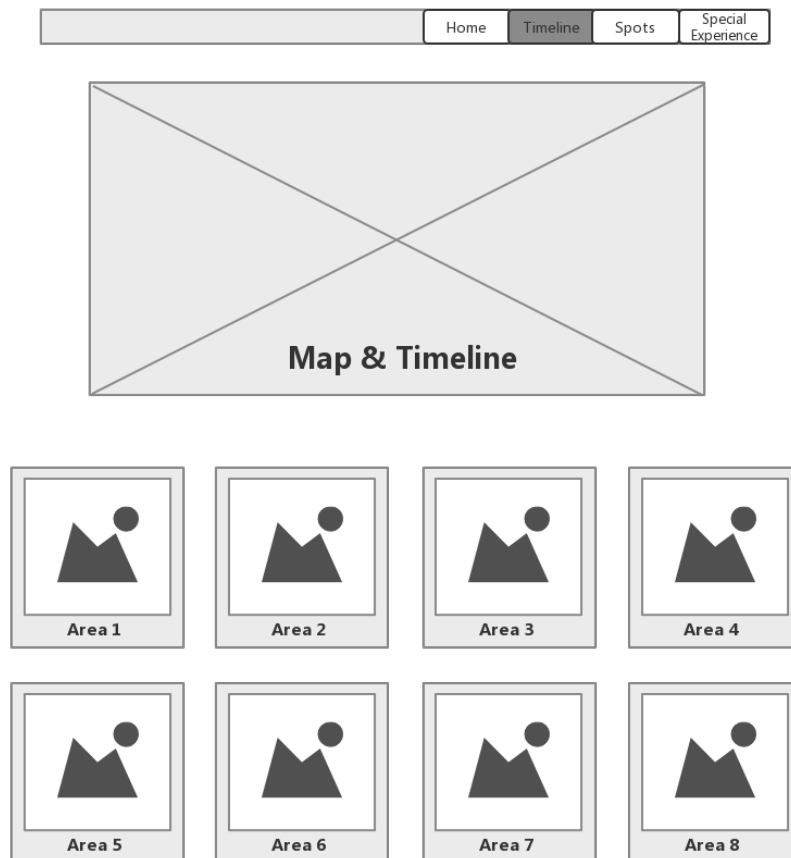 Home
Timeline
Spots
Special
Experience
Map & Timeline
Area 1
Area 2
Area 3
Area 4
Area 5
Area 6
Area 7
Area 8